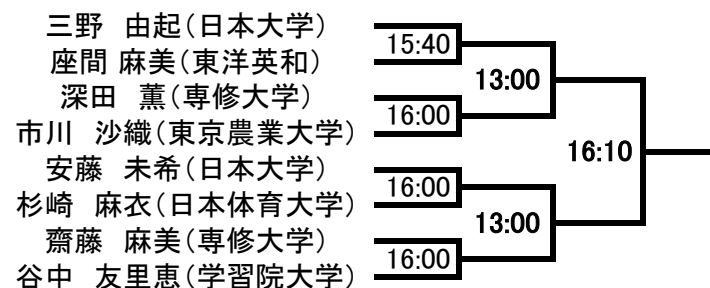 三野　由起(日本大学)
15:40
座間 麻美(東洋英和)
13:00
深田　薫(専修大学)
16:00
市川　沙織(東京農業大学)
16:10
安藤　未希(日本大学)
16:00
杉崎　麻衣(日本体育大学)
13:00
齋藤　麻美(専修大学)
16:00
谷中　友里恵(学習院大学)